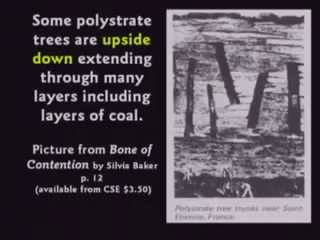 Some polystrate
trees are upside
down extending
through many
layers including
layers of coal.
Picture from Bone of
Contention by Silvia Baker
p. 12
(available from CSE $3.50)
Polystrate tree trunks near Saint-
Etienne, France.